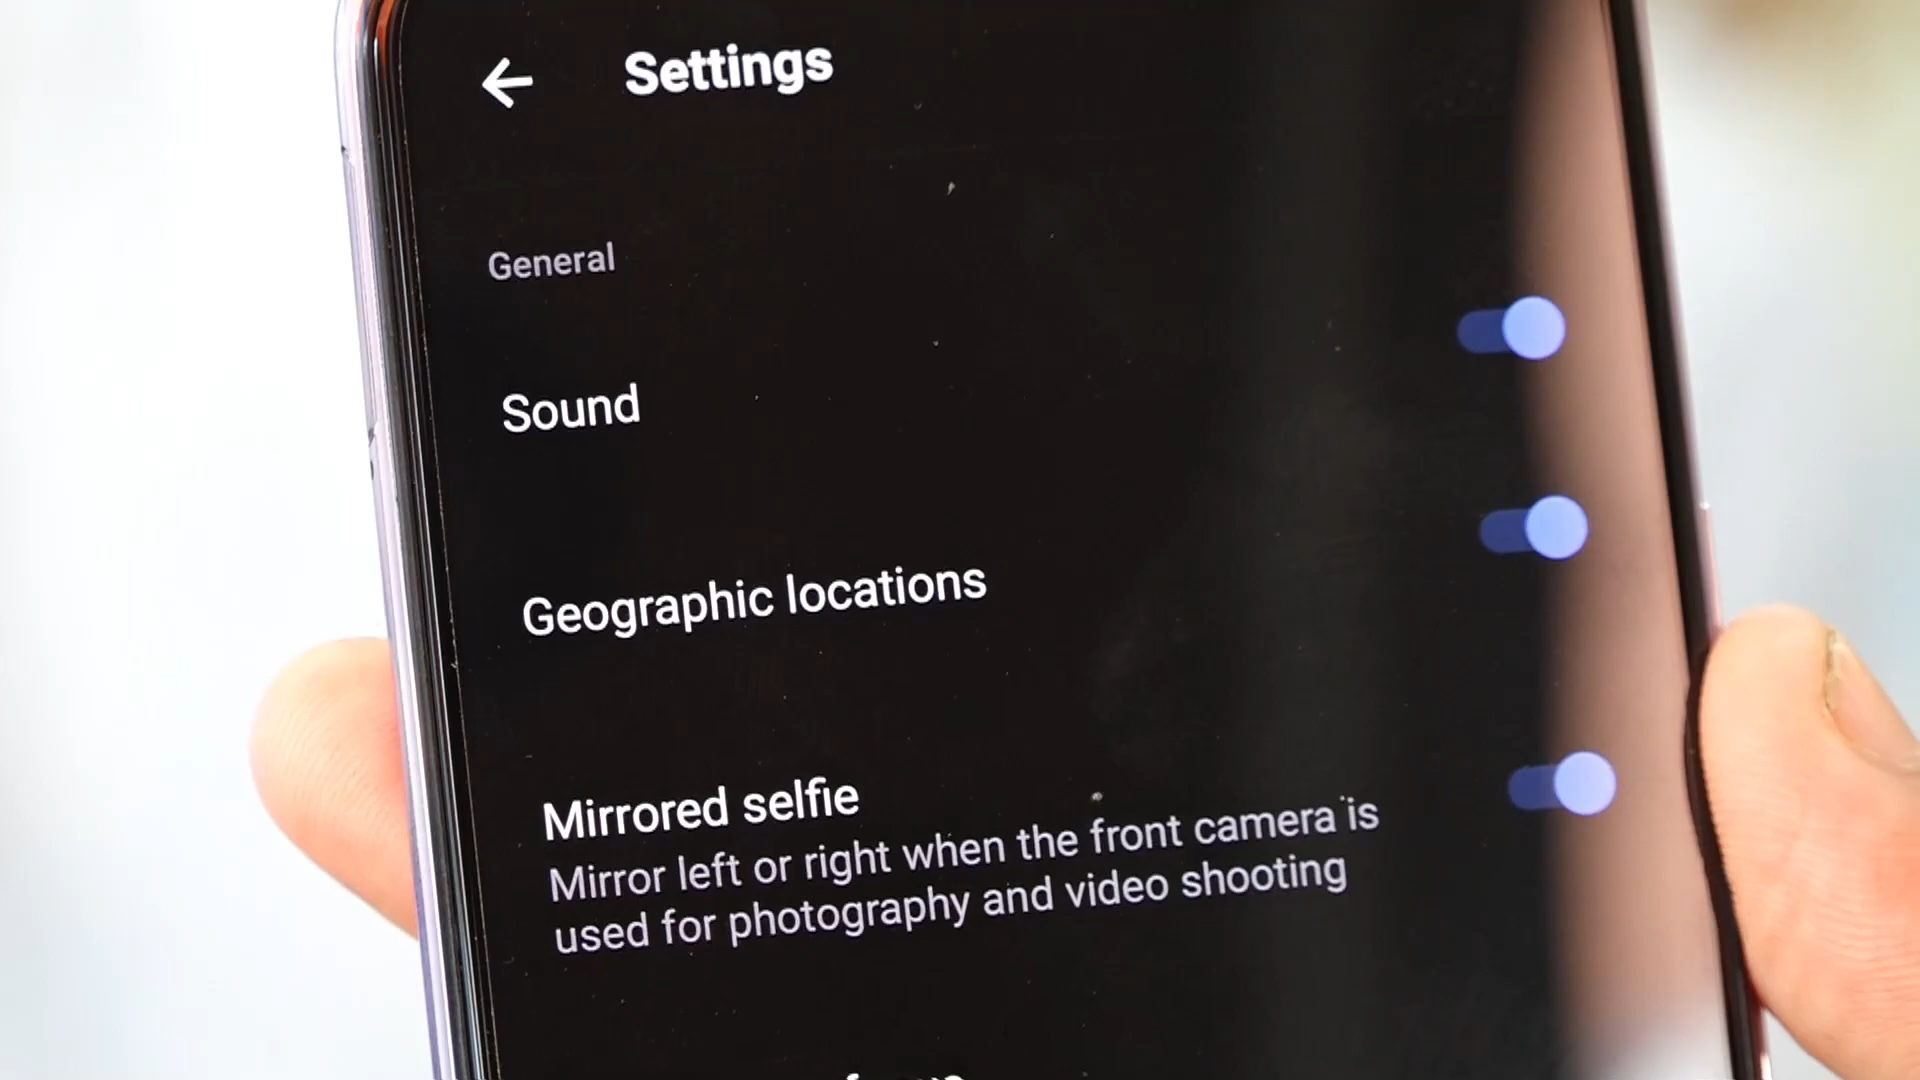 Settings
General
Sound
Geographic locations
Mirrored selfie
Mirror left or right when the front camera is
used for photography and video shooting